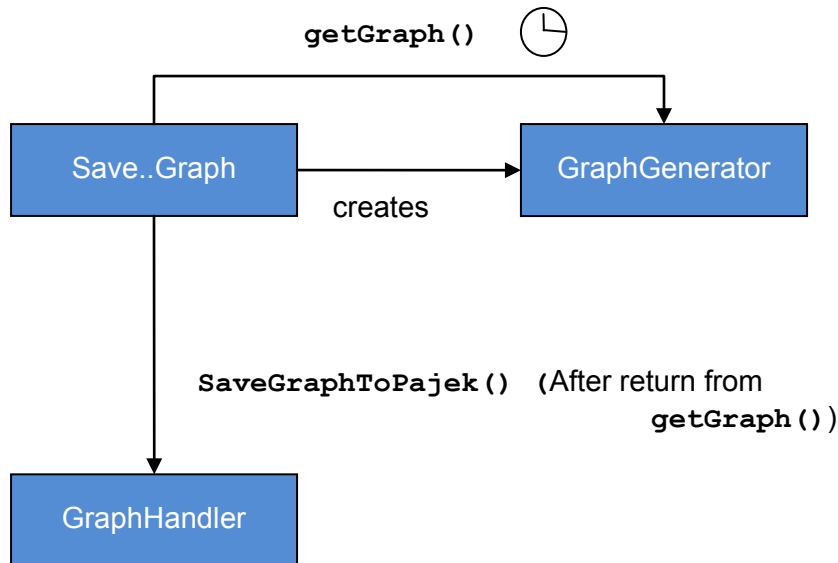 getGraph()
Save..Graph
GraphGenerator
creates
SaveGraphToPajek() (After return from
getGraph())
GraphHandler